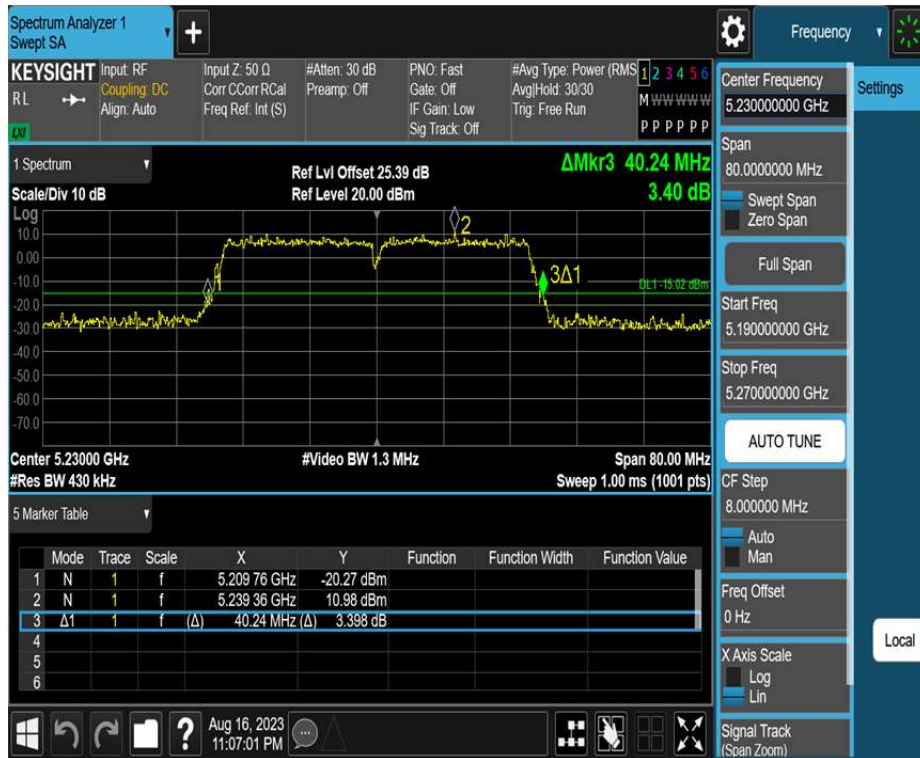 Spectrum Analyzer 1
Swept SA
+
Frequency
KEYSIGHT
RL
LXI
Input: RF
Coupling: DC
Align: Auto
Input Z: 50 Ω
Corr CCorr RCal
Freq Ref: Int (S)
#Atten: 30 dB
Preamp: Off
PNO: Fast
Gate: Off
IF Gain: Low
Sig Track: Off
#Avg Type: Power (RMS
Avg|Hold: 30/30
Trig: Free Run
1 2 3 4 5 6
M W W W W W
P P P P P P
Center Frequency
5.230000000 GHz
Settings
Span
80.0000000 MHz
Swept Span
Zero Span
Full Span
Start Freq
5.190000000 GHz
Stop Freq
5.270000000 GHz
AUTO TUNE
CF Step
8.000000 MHz
Auto
Man
Freq Offset
0 Hz
X Axis Scale
Log
Lin
Signal Track
(Span Zoom)
Local
1 Spectrum
Scale/Div 10 dB
Ref Lvl Offset 25.39 dB
Ref Level 20.00 dBm
ΔMkr3 40.24 MHz
3.40 dB
Log
10.0
0.00
-10.0
-20.0
-30.0
-40.0
-50.0
-60.0
-70.0
1
2
3Δ1
DL1 -15.02 dBm
Center 5.23000 GHz
#Video BW 1.3 MHz
Span 80.00 MHz
#Res BW 430 kHz
Sweep 1.00 ms (1001 pts)
5 Marker Table
Mode Trace Scale X Y Function Function Width Function Value
1 N 1 f 5.209 76 GHz -20.27 dBm
2 N 1 f 5.239 36 GHz 10.98 dBm
3 Δ1 1 f (Δ) 40.24 MHz (Δ) 3.398 dB
4
5
6
?
Aug 16, 2023
11:07:01 PM